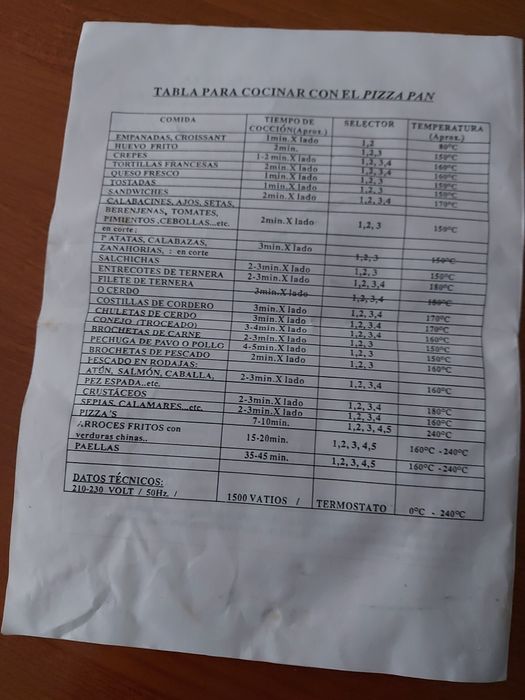 TABLA PARA COCINAR CON EL PIZZA PAN
COMIDA TIEMPO DE COCCIÓN(Aprox.) SELECTOR TEMPERATURA (Aprox.)
EMPANADAS, CROISSANT 1min. X lado 1,2 80ºC
HUEVO FRITO 2min. 1,2,3 150ºC
CREPES 1-2 min. X lado 1,2,3,4 160ºC
TORTILLAS FRANCESAS 2min. X lado 1,2,3,4 160ºC
QUESO FRESCO 1min. X lado 1,2,3 150ºC
TOSTADAS 1min. X lado 1,2,3 150ºC
SANDWICHES 2min. X lado 1,2,3,4 170ºC
CALABACINES, AJOS, SETAS,
BERENJENAS, TOMATES,
PIMIENTOS ,CEBOLLAS...etc. 2min. X lado 1, 2, 3 150ºC
en corte ;
PATATAS, CALABAZAS,
ZANAHORIAS, : en corte 3min. X lado 1, 2, 3 150ºC
SALCHICHAS 2-3min. X lado 1, 2, 3 150ºC
ENTRECOTES DE TERNERA 2-3min. X lado 1, 2, 3,4 180ºC
FILETE DE TERNERA
O CERDO 3min. X lado 1, 2, 3,4 180ºC
COSTILLAS DE CORDERO 3min. X lado 1, 2, 3,4 170ºC
CHULETAS DE CERDO 3min. X lado 1, 2, 3,4 170ºC
CONEJO (TROCEADO) 3-4min. X lado 1, 2, 3,4 160ºC
BROCHETAS DE CARNE 2-3min. X lado 1, 2, 3 150ºC
PECHUGA DE PAVO O POLLO 4-5min. X lado 1, 2, 3 150ºC
BROCHETAS DE PESCADO 2min. X lado 1, 2, 3 160ºC
PESCADO EN RODAJAS:
ATÚN, SALMÓN, CABALLA, 2-3min. X lado 1, 2, 3,4 160ºC
PEZ ESPADA...etc.
CRUSTÁCEOS 2-3min. X lado 1, 2, 3,4 180ºC
SEPIAS, CALAMARES...etc. 2-3min. X lado 1, 2, 3,4 160ºC
PIZZA´S 7-10min. 1, 2, 3, 4,5 240ºC
ARROCES FRITOS con
verduras chinas.. 15-20min. 1, 2, 3, 4,5 160ºC -240ºC
PAELLAS 35-45 min. 1, 2, 3, 4,5 160ºC -240ºC
DATOS TÉCNICOS:
210-230 VOLT / 50Hz. / 1500 VATIOS / TERMOSTATO 0ºC - 240ºC